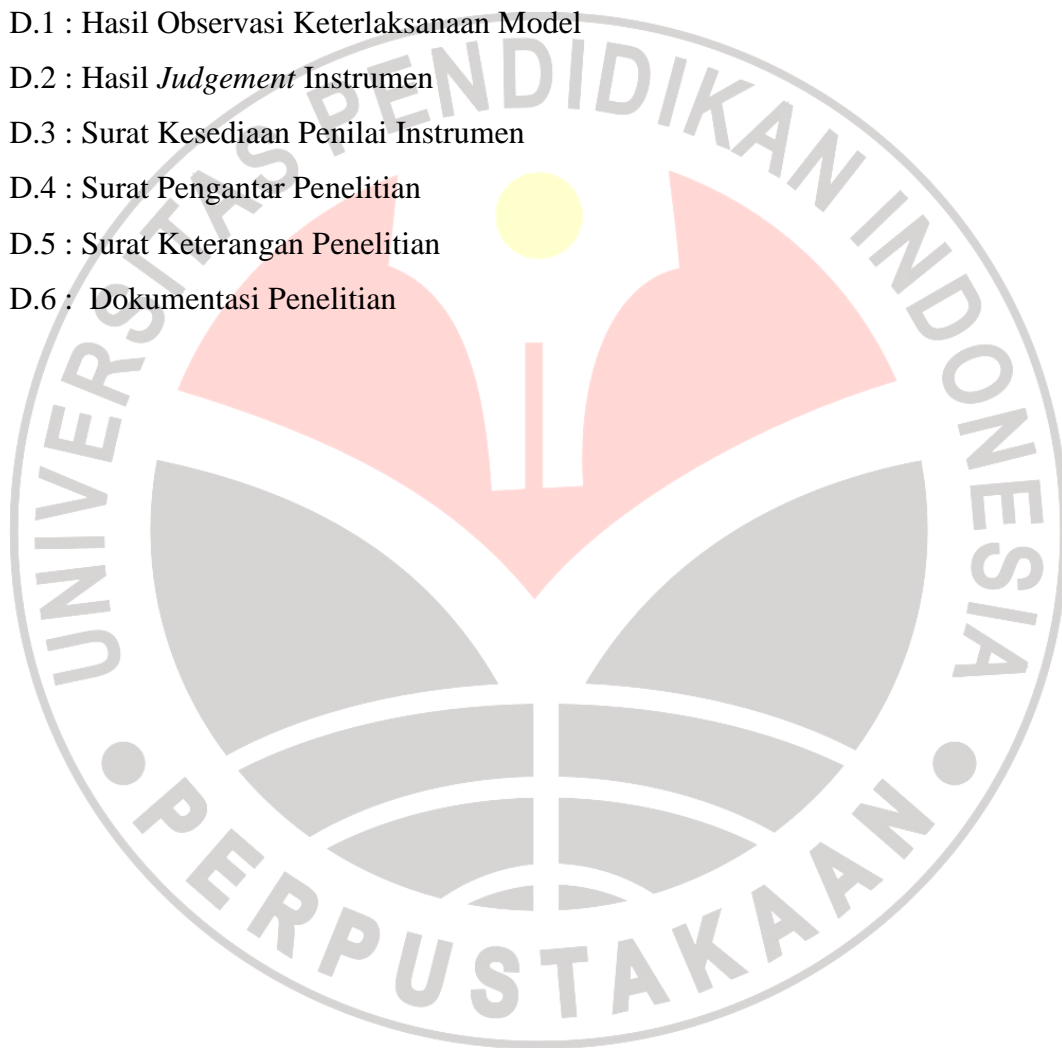 D.1 : Hasil Observasi Keterlaksanaan Model
D.2 : Hasil Judgement Instrumen
D.3 : Surat Kesediaan Penilai Instrumen
D.4 : Surat Pengantar Penelitian
D.5 : Surat Keterangan Penelitian
D.6 :  Dokumentasi Penelitian
UNIVERSITAS PENDIDIKAN INDONESIA
PERPUSTAKAAN